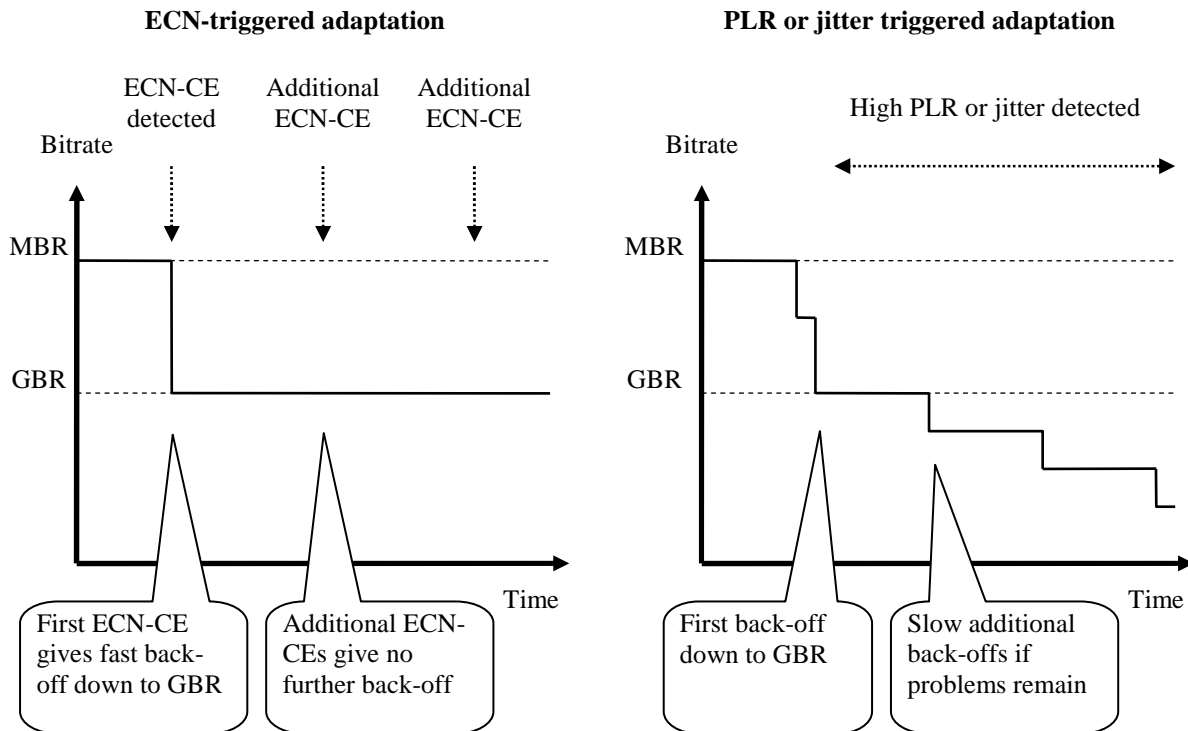 ECN-triggered adaptation
ECN-CE
detected
Additional
ECN-CE
Additional
ECN-CE
Bitrate
MBR
GBR
Time
First ECN-CE
gives fast back-
off down to GBR
Additional ECN-
CEs give no
further back-off
PLR or jitter triggered adaptation
High PLR or jitter detected
Bitrate
MBR
GBR
Time
First back-off
down to GBR
Slow additional
back-offs if
problems remain